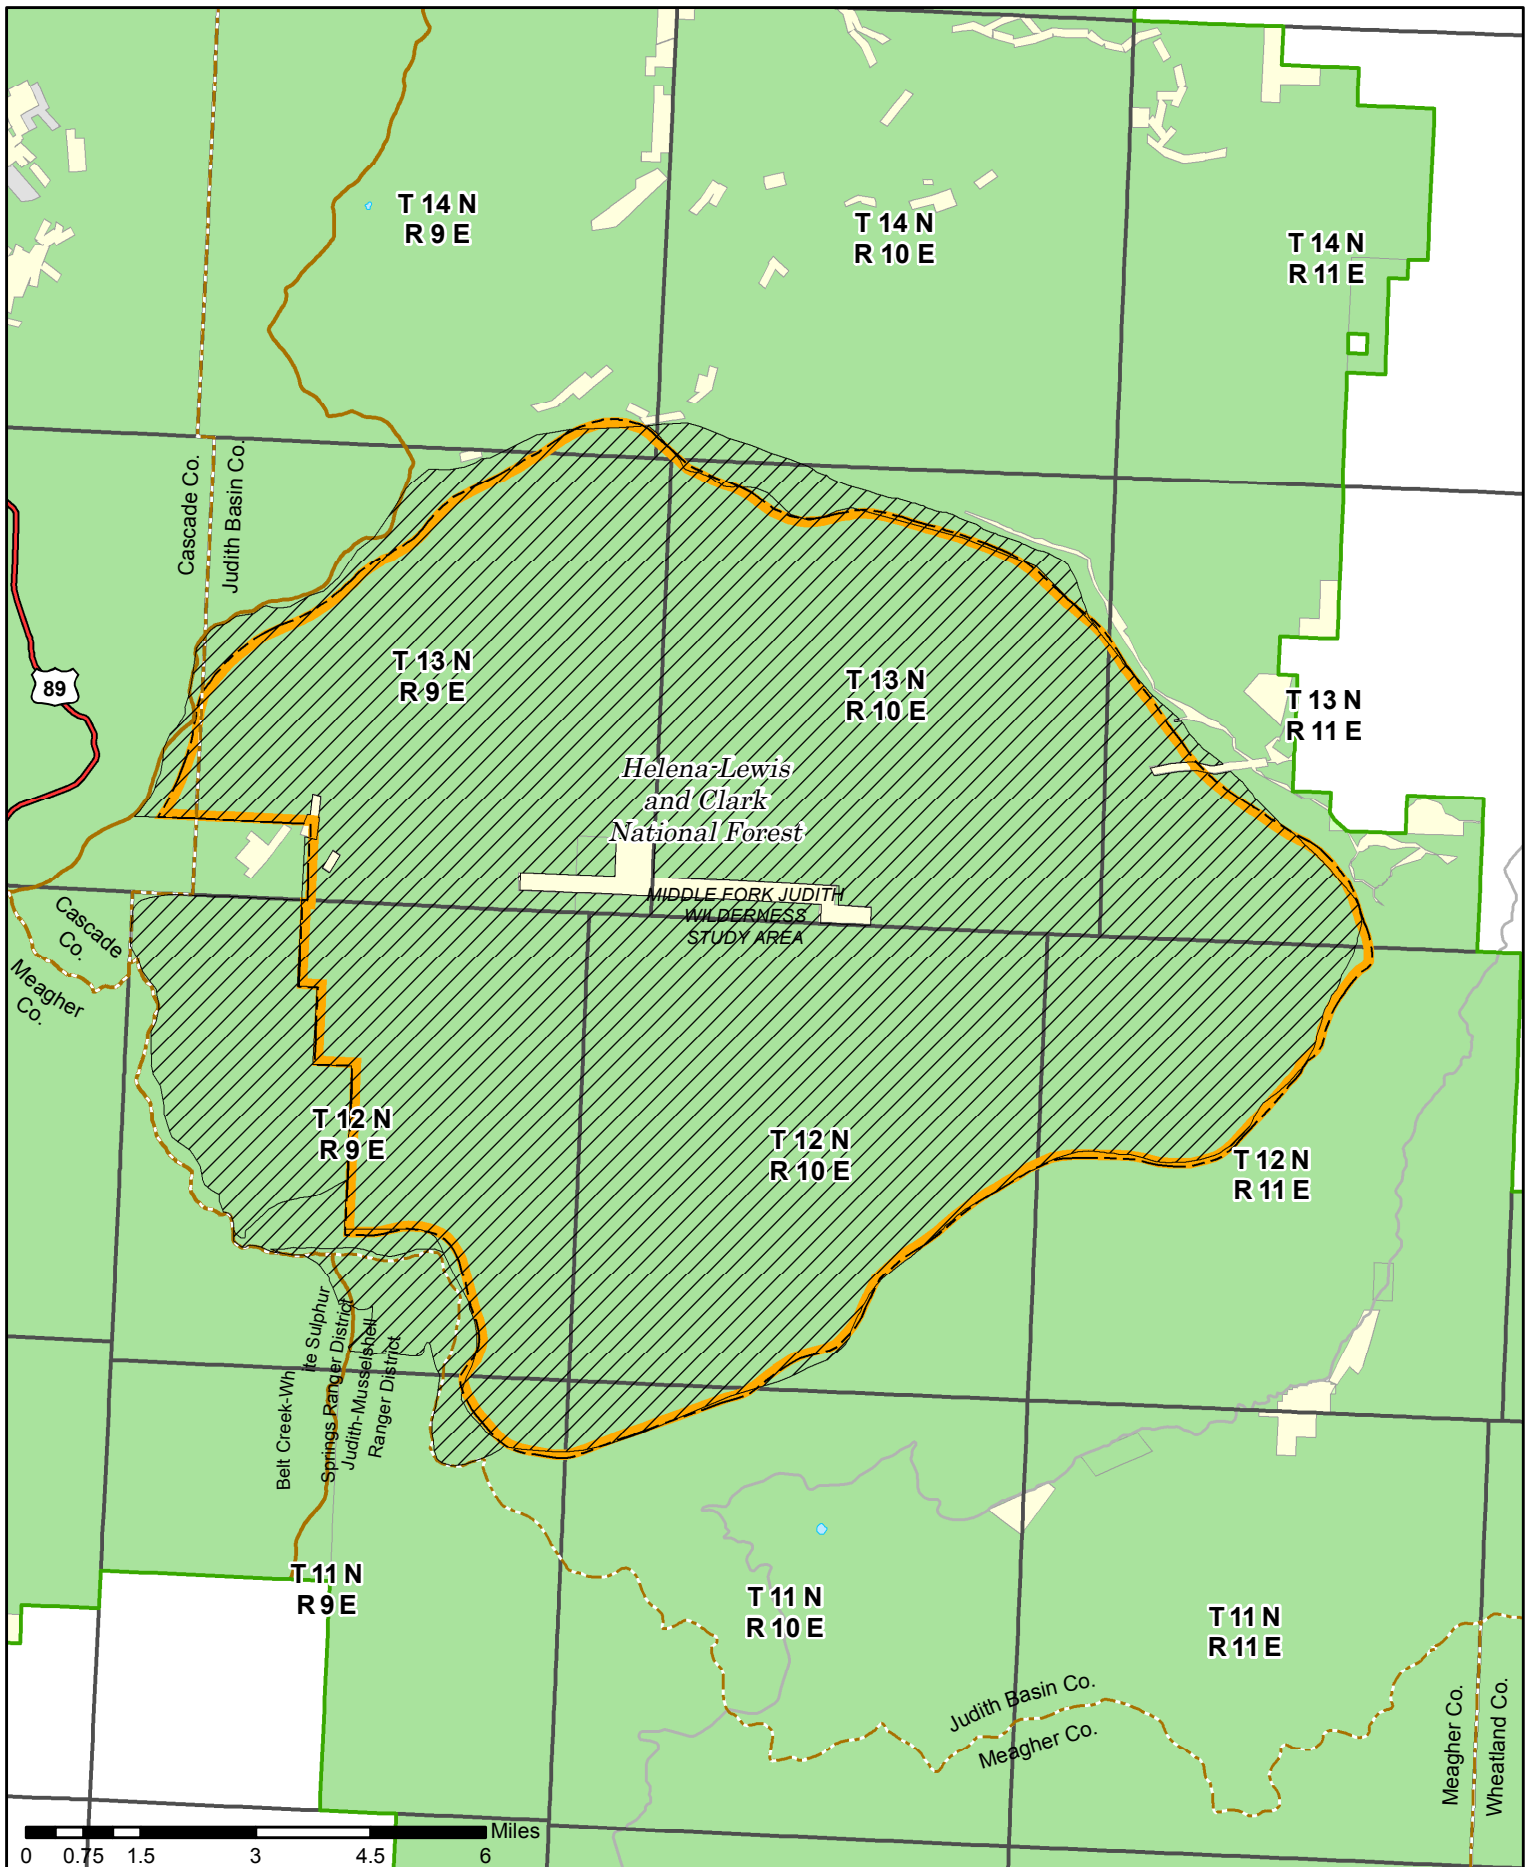 T 14 N
R 9 E
T 14 N
R 10 E
T 14 N
R 11 E
Cascade Co.
Judith Basin Co.
89
T 13 N
R 9 E
T 13 N
R 10 E
T 13 N
R 11 E
Helena-Lewis
and Clark
National Forest
MIDDLE FORK JUDITH
WILDERNESS
STUDY AREA
Cascade
Co.
Meagher
Co.
T 12 N
R 9 E
T 12 N
R 10 E
T 12 N
R 11 E
Belt Creek-Wh ite Sulphur
Springs Ranger District
Judith-Musselshell
Ranger District
T 11 N
R 9 E
T 11 N
R 10 E
T 11 N
R 11 E
Judith Basin Co.
Meagher Co.
Meagher Co.
Wheatland Co.
Miles
0 0.75 1.5 3 4.5 6